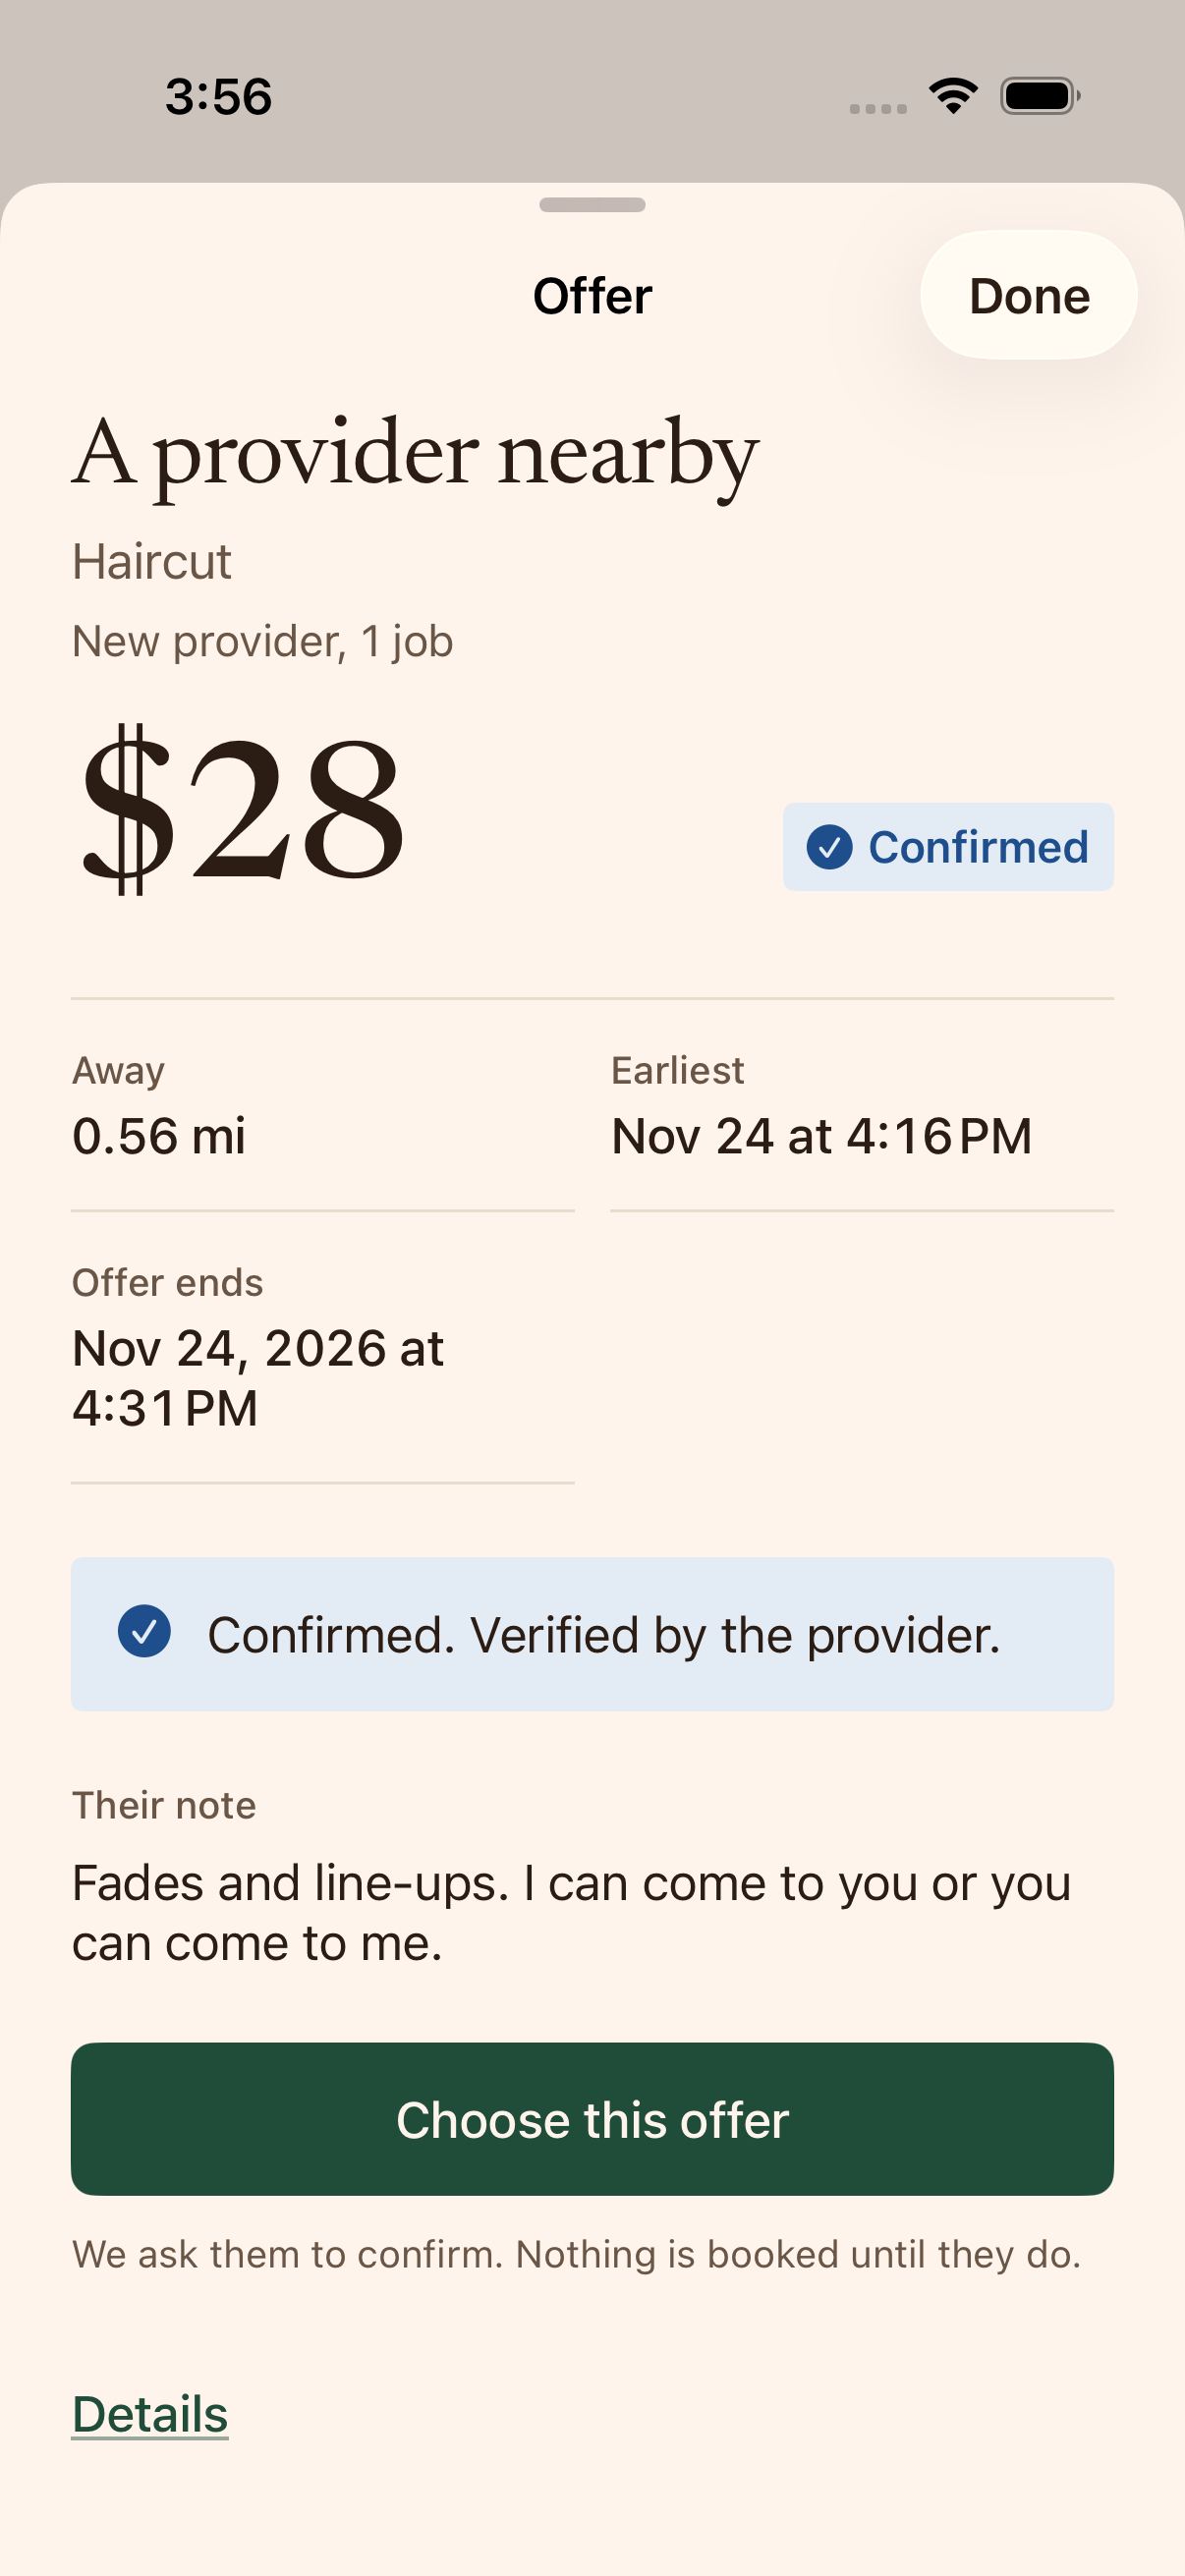 3:56
Offer
Done
A provider nearby
Haircut
New provider, 1 job
$28
Confirmed
Away
Earliest
0.56 mi
Nov 24 at 4:16 PM
Offer ends
Nov 24, 2026 at
4:31 PM
Confirmed. Verified by the provider.
Their note
Fades and line-ups. I can come to you or you
can come to me.
Choose this offer
We ask them to confirm. Nothing is booked until they do.
Details